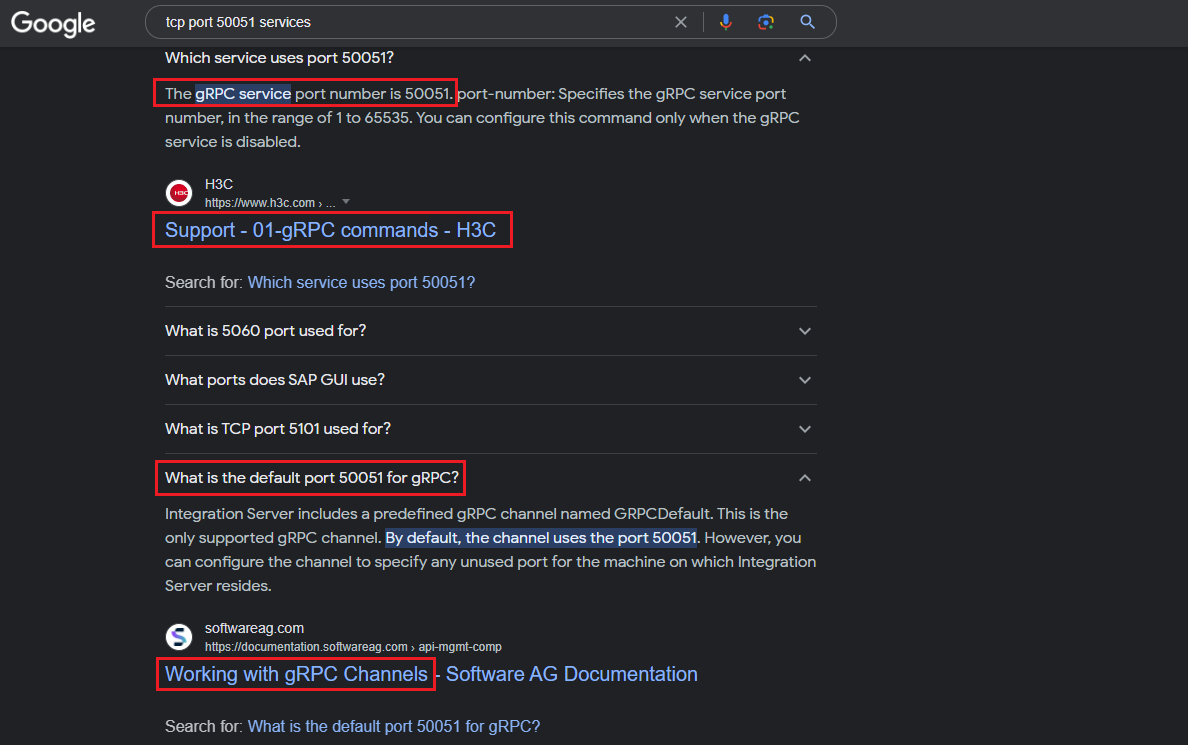 Google
tcp port 50051 services
Which service uses port 50051?
The gRPC service port number is 50051. port-number: Specifies the gRPC service port
number, in the range of 1 to 65535. You can configure this command only when the gRPC
service is disabled.
H3C
H3C
https://www.h3c.com › ...
Support - 01-gRPC commands - H3C
Search for: Which service uses port 50051?
What is 5060 port used for?
What ports does SAP GUI use?
What is TCP port 5101 used for?
What is the default port 50051 for gRPC?
Integration Server includes a predefined gRPC channel named GRPCDefault. This is the
only supported gRPC channel. By default, the channel uses the port 50051. However, you
can configure the channel to specify any unused port for the machine on which Integration
Server resides.
softwareag.com
https://documentation.softwareag.com › api-mgmt-comp
Working with gRPC Channels - Software AG Documentation
Search for: What is the default port 50051 for gRPC?